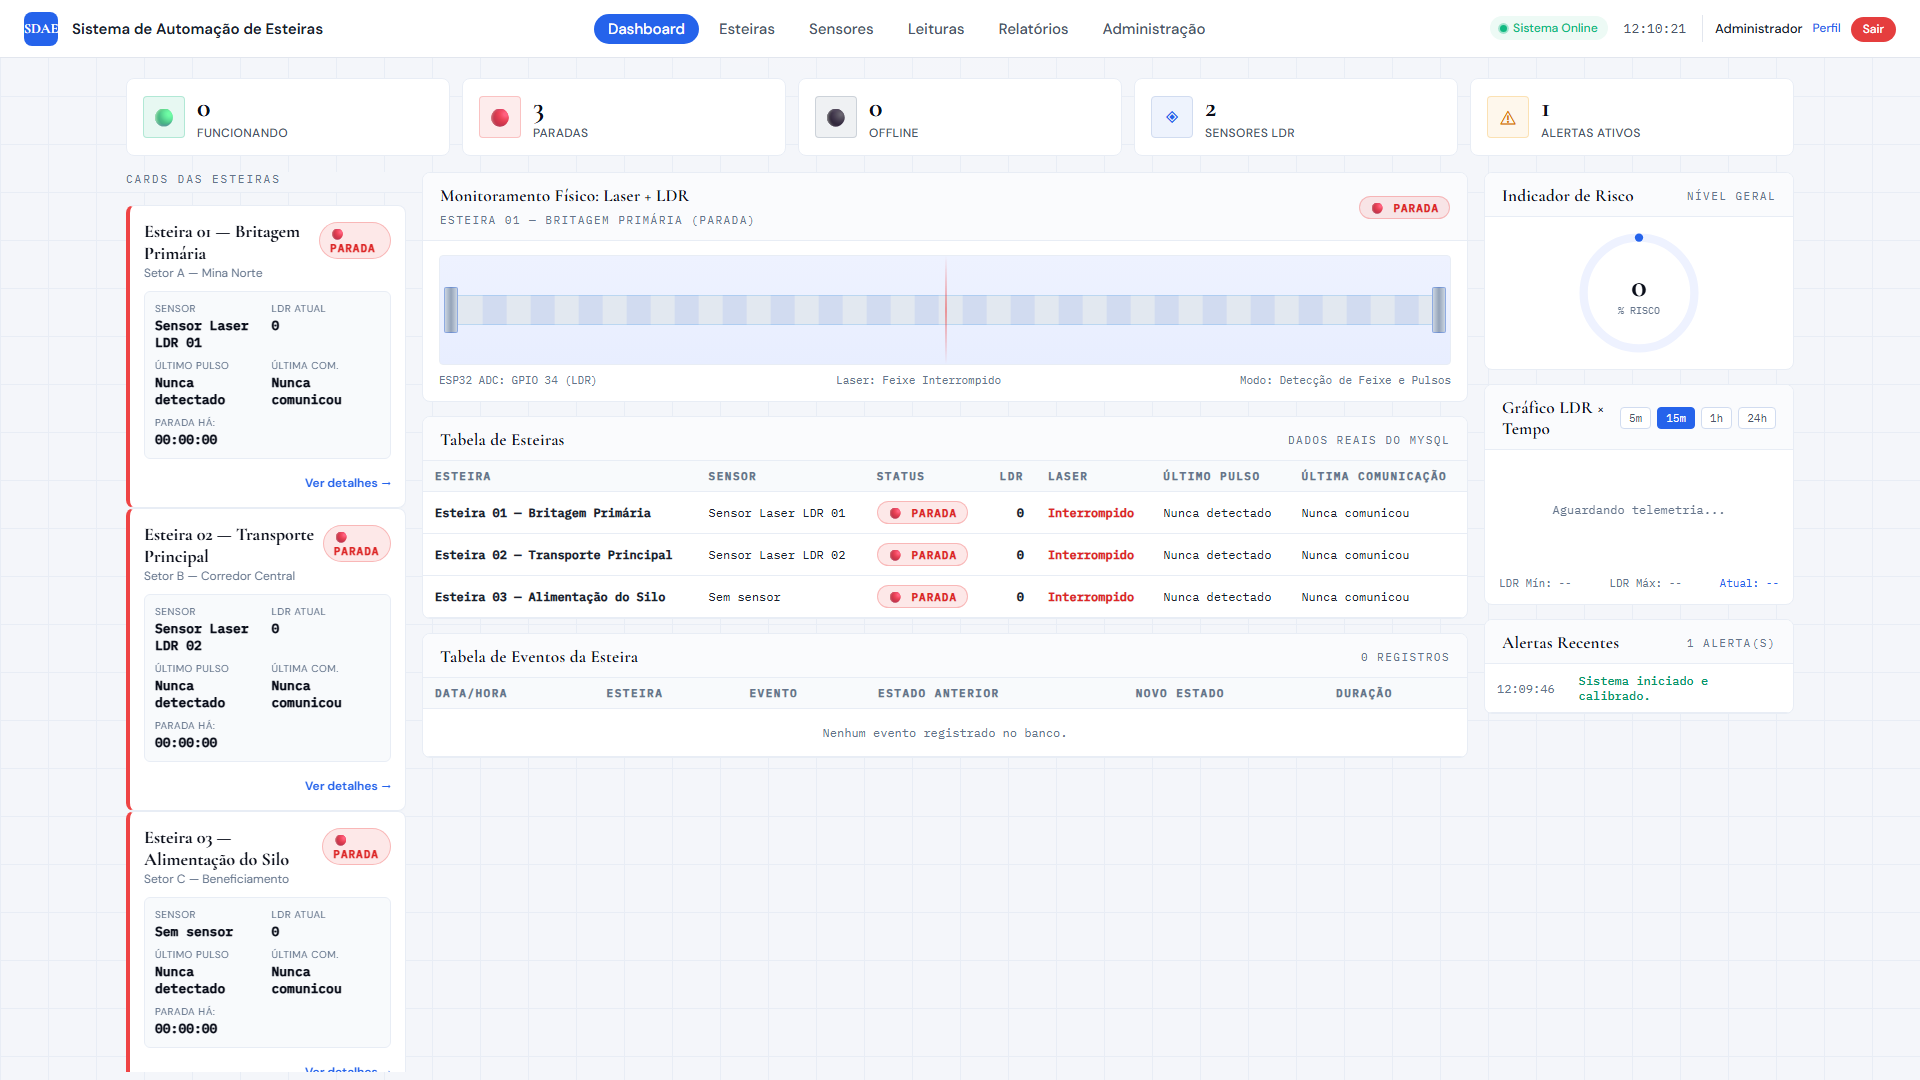 SDAE
Sistema de Automação de Esteiras
Dashboard
Esteiras
Sensores
Leituras
Relatórios
Administração
Sistema Online
12:10:21
Administrador
Perfil
Sair
0
FUNCIONANDO
3
PARADAS
0
OFFLINE
2
SENSORES LDR
1
ALERTAS ATIVOS
CARDS DAS ESTEIRAS
Esteira 01 — Britagem
Primária
PARADA
Setor A — Mina Norte
SENSOR
LDR ATUAL
Sensor Laser
LDR 01
0
ÚLTIMO PULSO
ÚLTIMA COM.
Nunca
detectado
Nunca
comunicou
PARADA HÁ:
00:00:00
Ver detalhes →
Esteira 02 — Transporte
Principal
PARADA
Setor B — Corredor Central
SENSOR
LDR ATUAL
Sensor Laser
LDR 02
0
ÚLTIMO PULSO
ÚLTIMA COM.
Nunca
detectado
Nunca
comunicou
PARADA HÁ:
00:00:00
Ver detalhes →
Esteira 03 —
Alimentação do Silo
PARADA
Setor C — Beneficiamento
SENSOR
LDR ATUAL
Sem sensor
0
ÚLTIMO PULSO
ÚLTIMA COM.
Nunca
detectado
Nunca
comunicou
PARADA HÁ:
00:00:00
Ver detalhes →
Monitoramento Físico: Laser + LDR
ESTEIRA 01 — BRITAGEM PRIMÁRIA (PARADA)
PARADA
ESP32 ADC: GPIO 34 (LDR)
Laser: Feixe Interrompido
Modo: Detecção de Feixe e Pulsos
Tabela de Esteiras
DADOS REAIS DO MYSQL
ESTEIRA SENSOR STATUS LDR LASER ÚLTIMO PULSO ÚLTIMA COMUNICAÇÃO
Esteira 01 — Britagem Primária Sensor Laser LDR 01 PARADA 0 Interrompido Nunca detectado Nunca comunicou
Esteira 02 — Transporte Principal Sensor Laser LDR 02 PARADA 0 Interrompido Nunca detectado Nunca comunicou
Esteira 03 — Alimentação do Silo Sem sensor PARADA 0 Interrompido Nunca detectado Nunca comunicou
Tabela de Eventos da Esteira
0 REGISTROS
DATA/HORA ESTEIRA EVENTO ESTADO ANTERIOR NOVO ESTADO DURAÇÃO
Nenhum evento registrado no banco.
Indicador de Risco
NÍVEL GERAL
0
% RISCO
Gráfico LDR ×
Tempo
5m
15m
1h
24h
Aguardando telemetria...
LDR Mín: --
LDR Máx: --
Atual: --
Alertas Recentes
1 ALERTA(S)
12:09:46
Sistema iniciado e
calibrado.